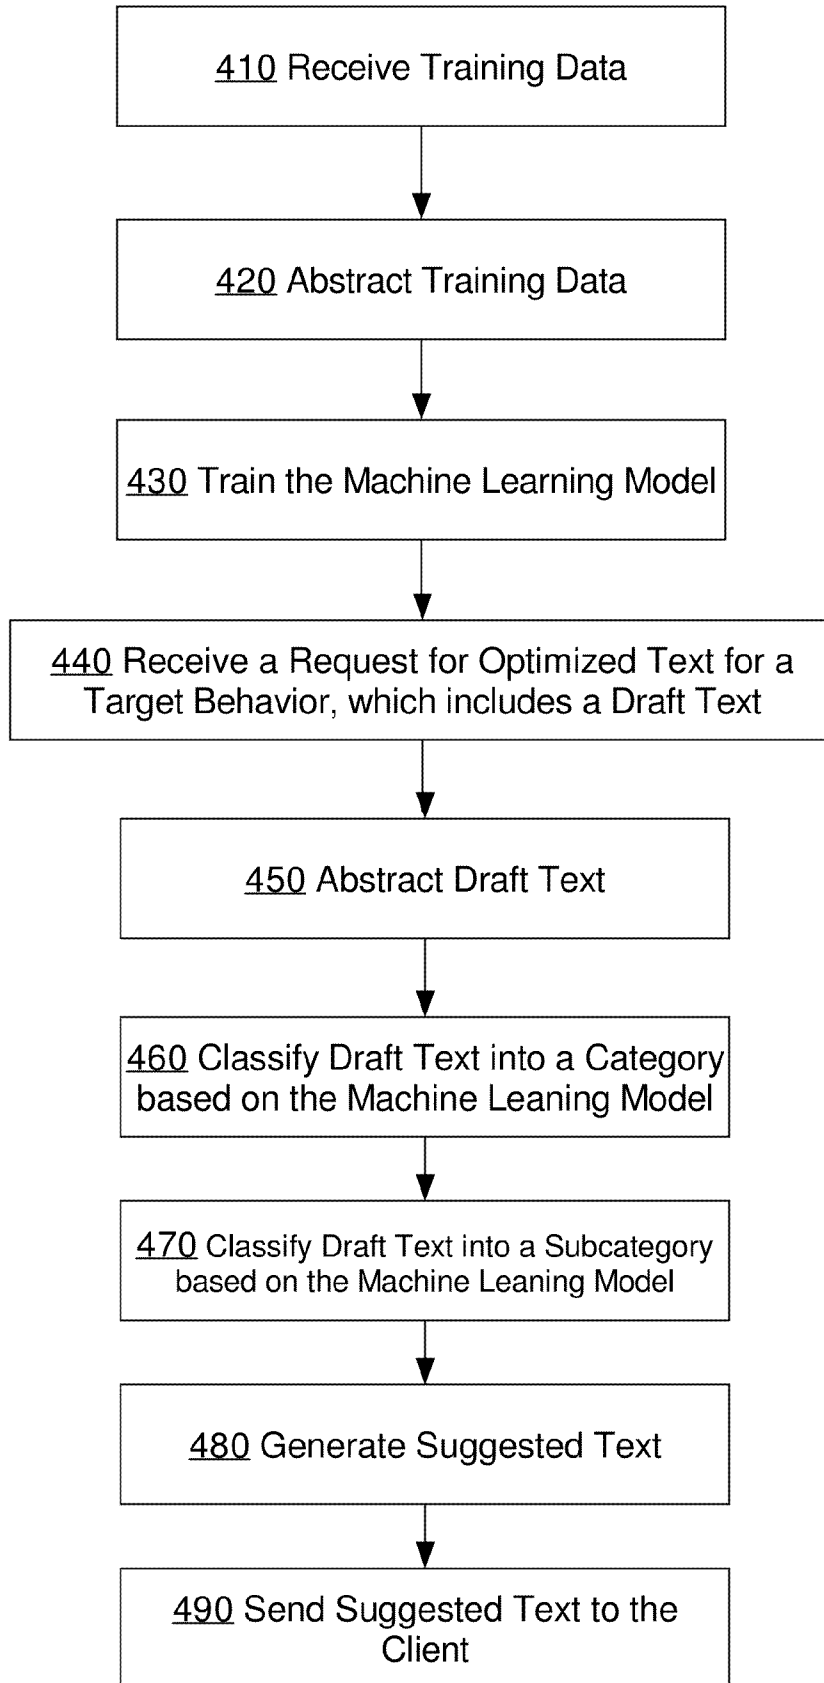 410 Receive Training Data
420 Abstract Training Data
430 Train the Machine Learning Model
440 Receive a Request for Optimized Text for a
Target Behavior, which includes a Draft Text
450 Abstract Draft Text
460 Classify Draft Text into a Category
based on the Machine Leaning Model
470 Classify Draft Text into a Subcategory
based on the Machine Leaning Model
480 Generate Suggested Text
490 Send Suggested Text to the
Client